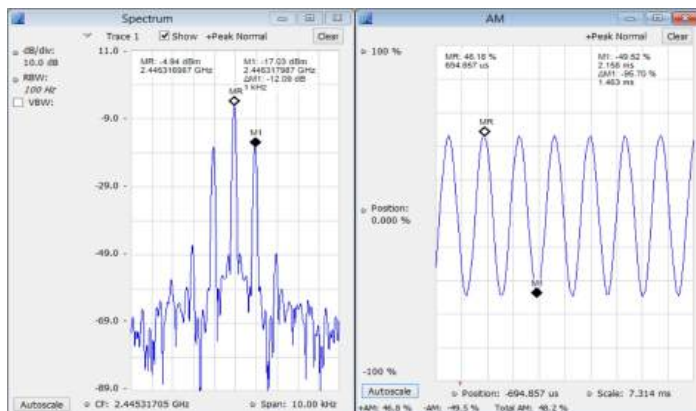 Spectrum
dB/div:
10.0 dB
RBW:
100 Hz
VBW:
Trace 1 Show +Peak Normal Clear
MR: -4.94 dBm
2.445316987 GHz
M1: -17.03 dBm
2.445317987 GHz
ΔM1: -12.09 dB
1 KHz
MR
M1
11.0
-9.0
-29.0
-49.0
-69.0
-89.0
Autoscale
CF: 2.44531705 GHz
Span: 10.00 kHz
AM
+Peak Normal Clear
100 %
MR: 46.18 %
694.857 us
M1: -49.52 %
2.158 ms
ΔM1: -95.70 %
1.463 ms
MR
M1
Position:
0.000 %
-100 %
Autoscale
Position: -694.857 us
Scale: 7.314 ms
+AM: 46.8 % -AM: -49.5 % Total AM: 48.2 %